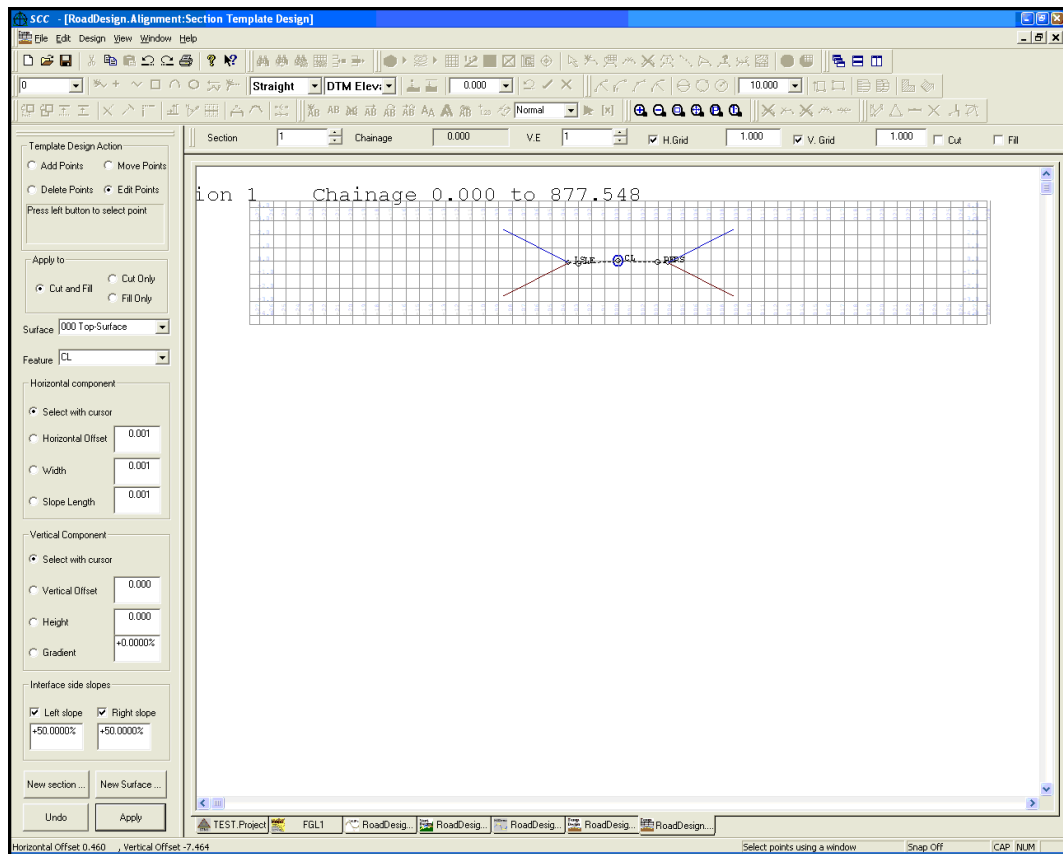 SCC - [RoadDesign.Alignment:Section Template Design]
File Edit Design View Window Help
0 Straight DTM Elev: 0.000 10.000
Normal
Section 1 Chainage 0.000 V.E 1 H.Grid 1.000 V. Grid 1.000 Cut Fill
Template Design Action
Add Points Move Points
Delete Points Edit Points
Press left button to select point
Apply to
Cut and Fill
Cut Only
Fill Only
Surface 000 Top-Surface
Feature CL
Horizontal component
Select with cursor
Horizontal Offset 0.001
Width 0.001
Slope Length 0.001
Vertical Component
Select with cursor
Vertical Offset 0.000
Height 0.000
Gradient +0.0000%
Interface side slopes
Left slope Right slope
+50.0000% +50.0000%
New section ... New Surface ...
Undo Apply
ion 1 Chainage 0.000 to 877.548
CL
TEST.Project FGL1 RoadDesig... RoadDesig... RoadDesig... RoadDesig... RoadDesign....
Horizontal Offset 0.460 , Vertical Offset -7.464 Select points using a window Snap Off CAP NUM